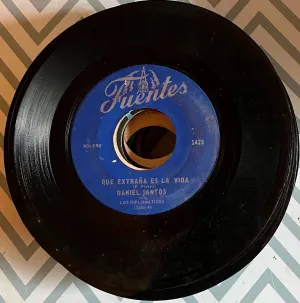 Fuentes
BOLERO
1425
QUE EXTRAÑA ES LA VIDA
DANIEL SANTOS
LOS DIPLOMATICOS